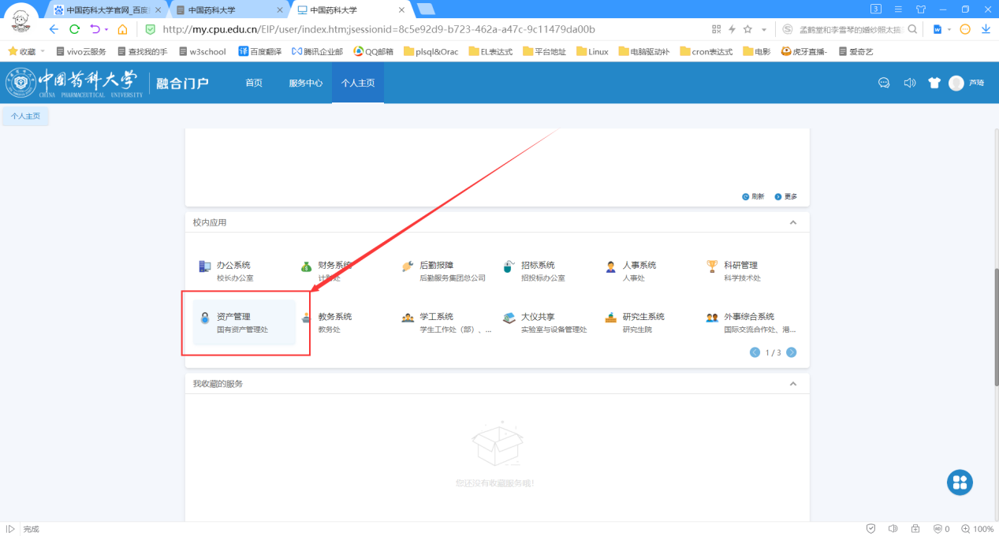 中国药科大学官网_百度
中国药科大学
中国药科大学
3
http://my.cpu.edu.cn/EIP/user/index.htm;jsessionid=8c5e92d9-b723-462a-a47c-9c11479da00b
孟鹤堂和李雪琴的婚纱照太搞
收藏
vivo云服务
查找我的手
w3school
百度翻译
腾讯企业邮
QQ邮箱
plsql&Orac
EL表达式
平台地址
Linux
电脑驱动补
cron表达式
电影
虎牙直播-
爱奇艺
中国药科大学
CHINA PHARMACEUTICAL UNIVERSITY
融合门户
首页
服务中心
个人主页
芦琦
个人主页
刷新
更多
校内应用
办公系统
校长办公室
财务系统
计财处
后勤报障
后勤服务集团总公司
招标系统
招投标办公室
人事系统
人事处
科研管理
科学技术处
资产管理
国有资产管理处
教务系统
教务处
学工系统
学生工作处（部）、...
大仪共享
实验室与设备管理处
研究生系统
研究生院
外事综合系统
国际交流合作处、港...
1 / 3
我收藏的服务
您还没有收藏服务哦!
完成
0
100%